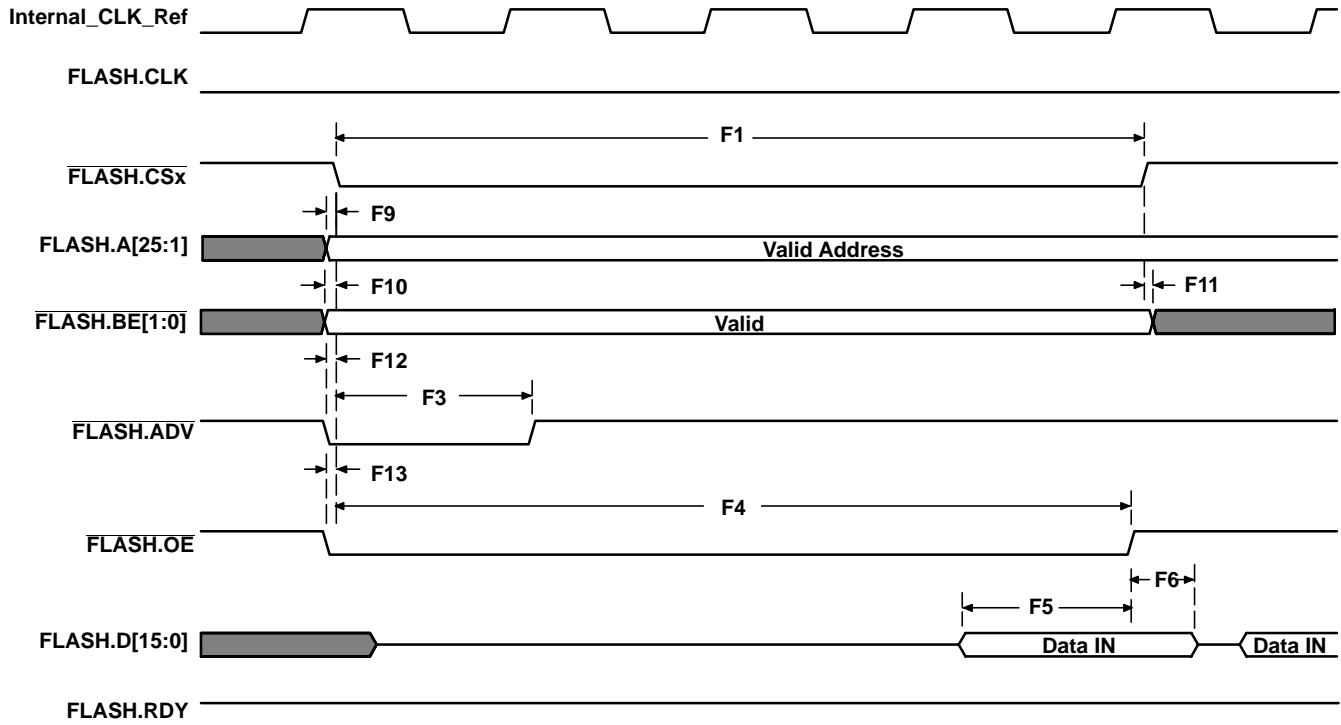 Internal_CLK_Ref
FLASH.CLK
F1
FLASH.CSx
F9
FLASH.A[25:1]
Valid Address
F10
F11
FLASH.BE[1:0]
Valid
F12
F3
FLASH.ADV
F13
F4
FLASH.OE
F6
F5
FLASH.D[15:0]
Data IN
Data IN
FLASH.RDY